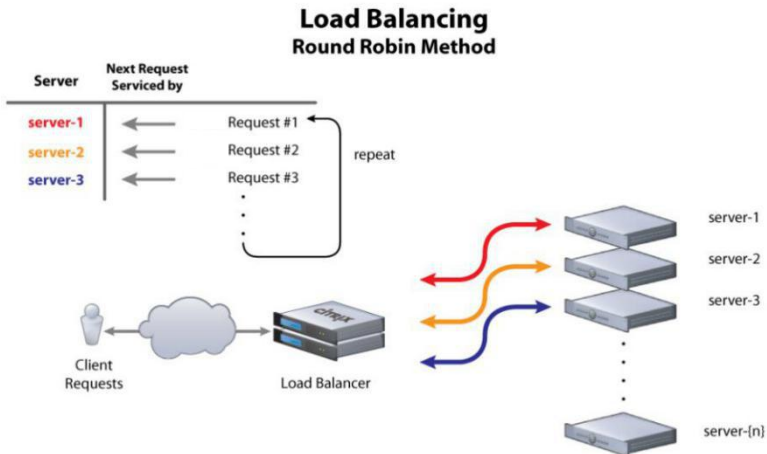 Load Balancing
Round Robin Method
Server
Next Request
Serviced by
server-1
Request #1
server-2
Request #2
server-3
Request #3
repeat
server-1
server-2
server-3
server-{n}
citrix
Client
Requests
Load Balancer